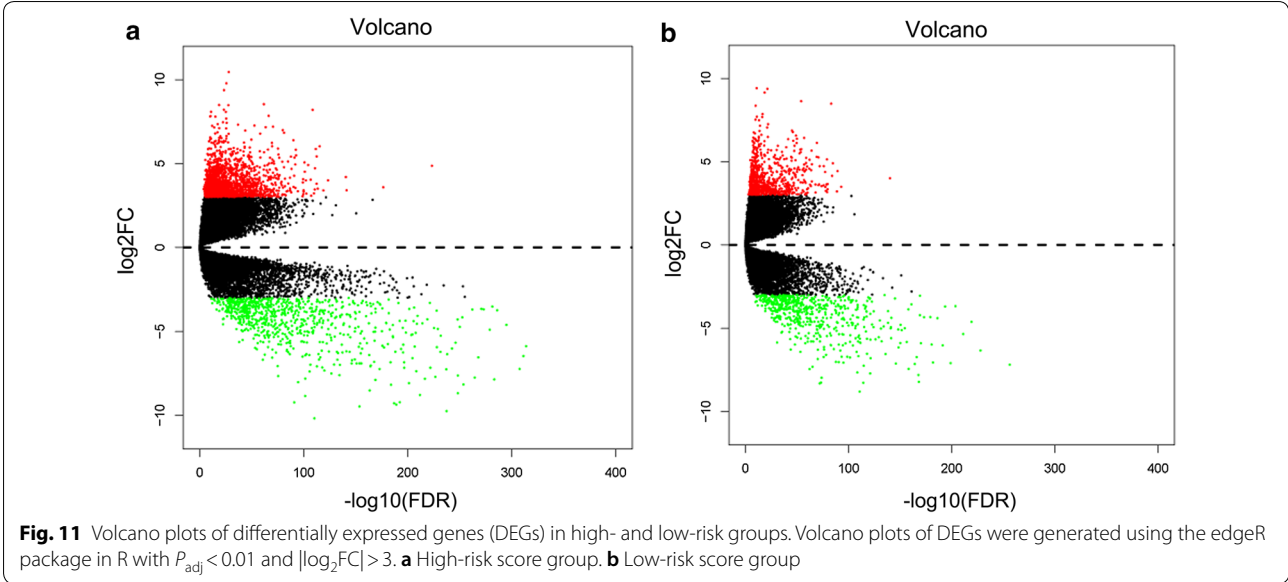 a
Volcano
log2FC
10
5
0
-5
-10
0 100 200 300 400
-log10(FDR)
b
Volcano
log2FC
10
5
0
-5
-10
0 100 200 300 400
-log10(FDR)
Fig. 11 Volcano plots of differentially expressed genes (DEGs) in high- and low-risk groups. Volcano plots of DEGs were generated using the edgeR
package in R with Padj < 0.01 and |log2FC| > 3. a High-risk score group. b Low-risk score group